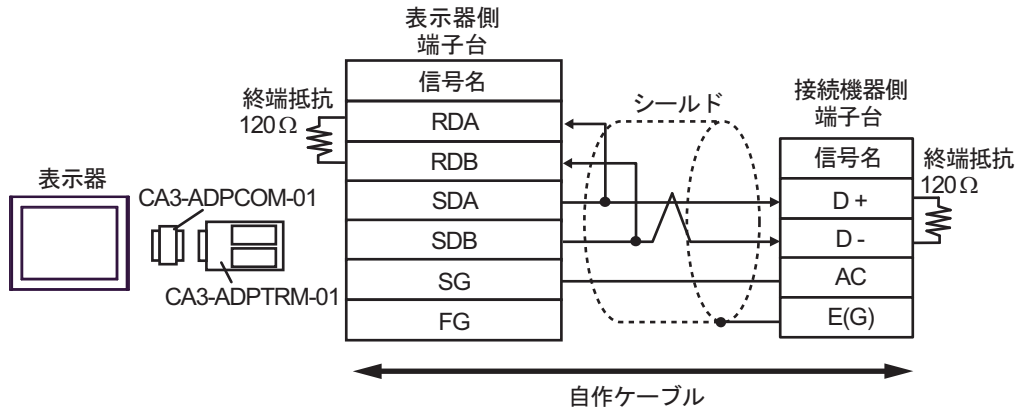 表示器側
端子台
信号名
RDA
RDB
SDA
SDB
SG
FG
終端抵抗
120Ω
表示器
CA3-ADPCOM-01
CA3-ADPTRM-01
シールド
接続機器側
端子台
信号名
D +
D -
AC
E(G)
終端抵抗
120Ω
自作ケーブル